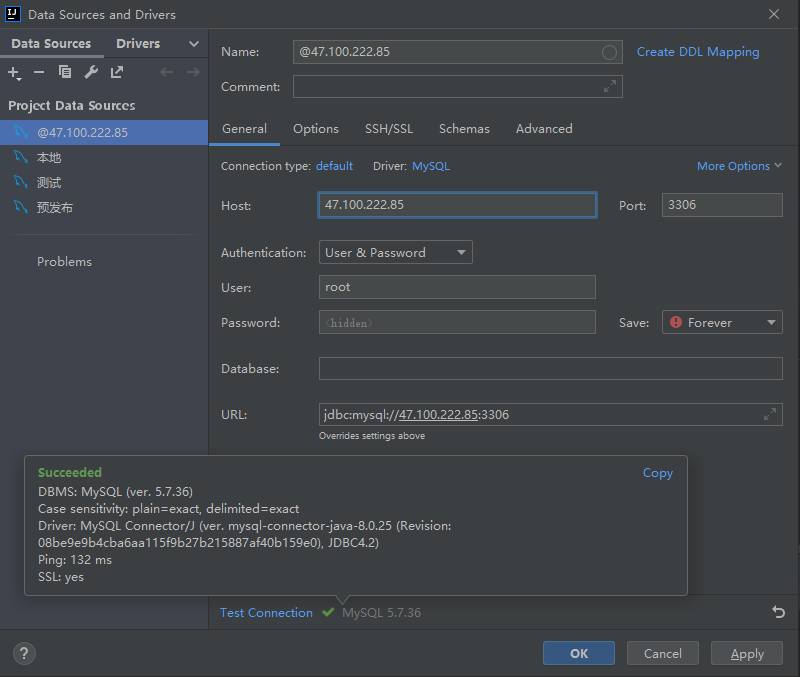 Data Sources and Drivers
Data Sources Drivers
Project Data Sources
@47.100.222.85
本地
测试
预发布
Problems
Name: @47.100.222.85 Create DDL Mapping
Comment:
General Options SSH/SSL Schemas Advanced
Connection type: default Driver: MySQL More Options
Host: 47.100.222.85 Port: 3306
Authentication: User & Password
User: root
Password: <hidden> Save: Forever
Database:
URL: jdbc:mysql://47.100.222.85:3306
Overrides settings above
Succeeded Copy
DBMS: MySQL (ver. 5.7.36)
Case sensitivity: plain=exact, delimited=exact
Driver: MySQL Connector/J (ver. mysql-connector-java-8.0.25 (Revision:
08be9e9b4cba6aa115f9b27b215887af40b159e0), JDBC4.2)
Ping: 132 ms
SSL: yes
Test Connection MySQL 5.7.36
? OK Cancel Apply